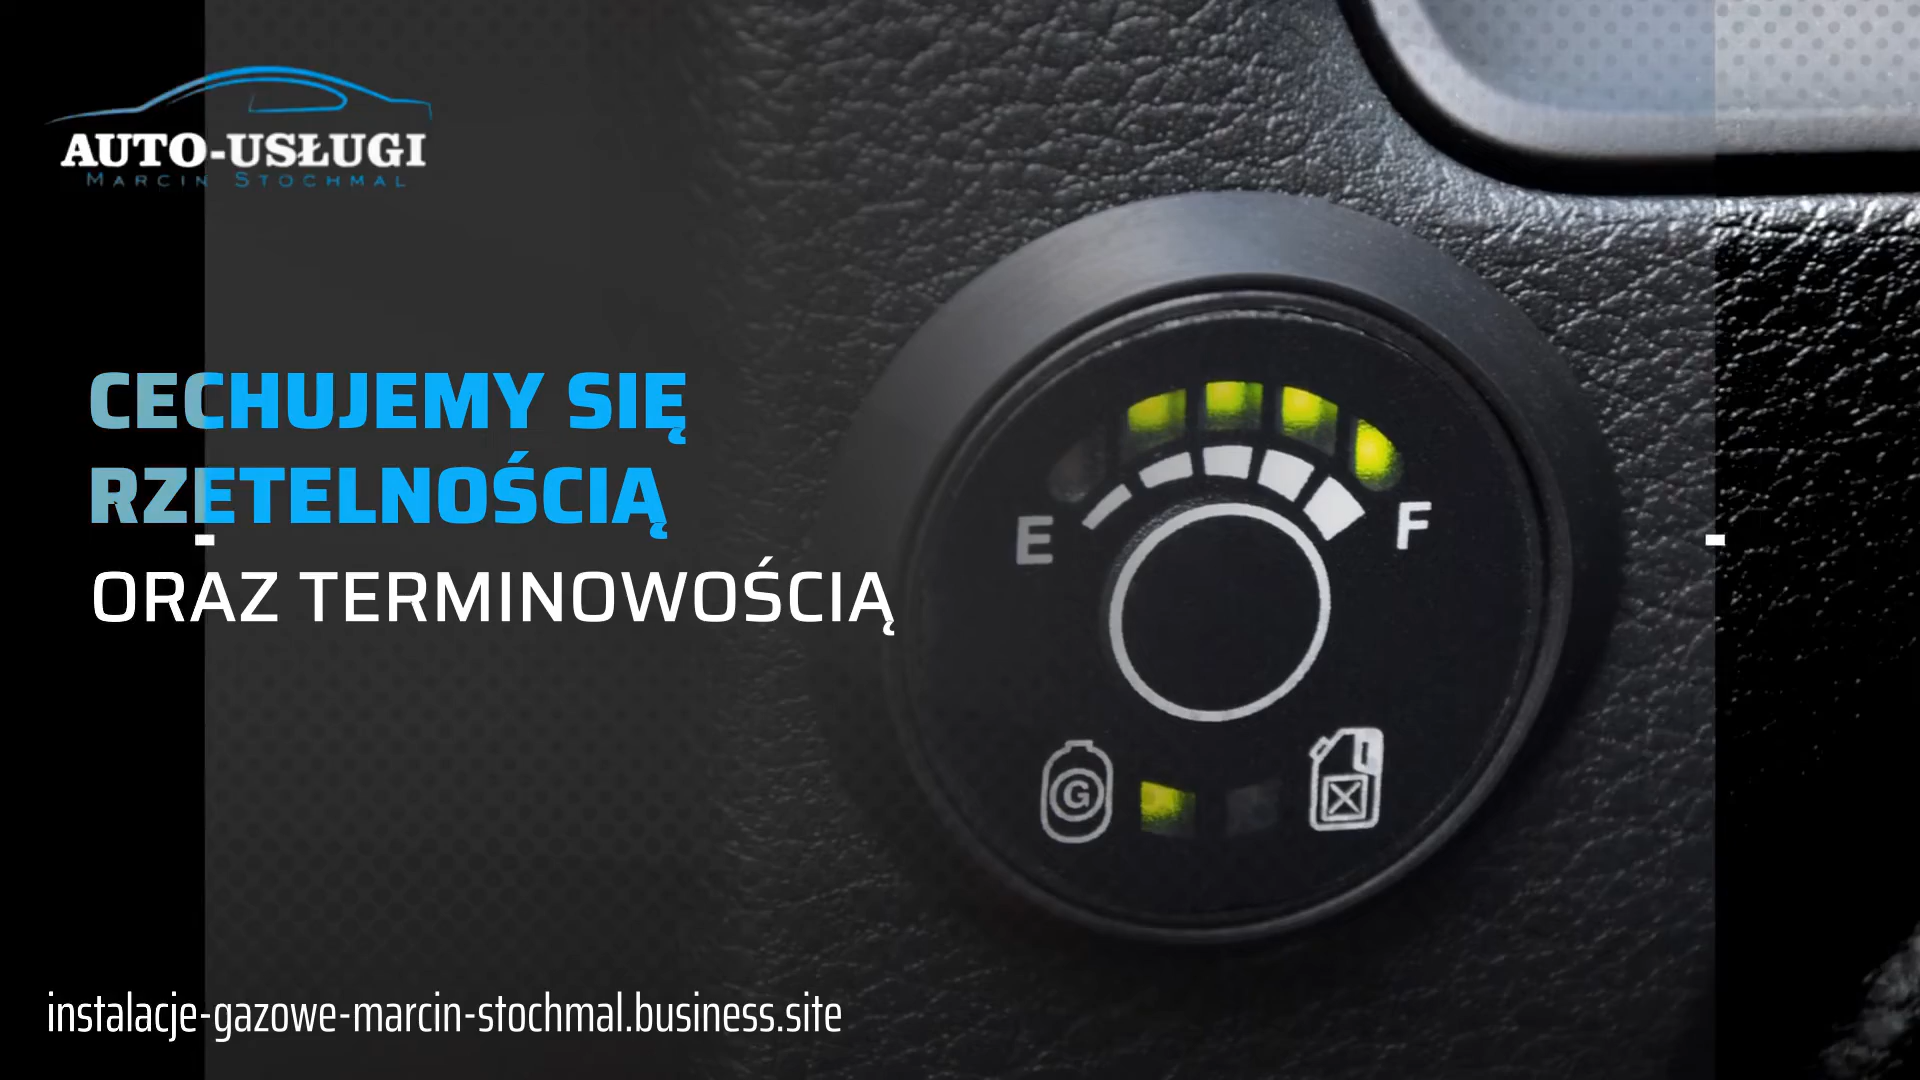 AUTO-USŁUGI
MARCIN STOCHMAL
CECHUJEMY SIĘ
RZETELNOŚCIĄ
ORAZ TERMINOWOŚCIĄ
E
F
G
instalacje-gazowe-marcin-stochmal.business.site